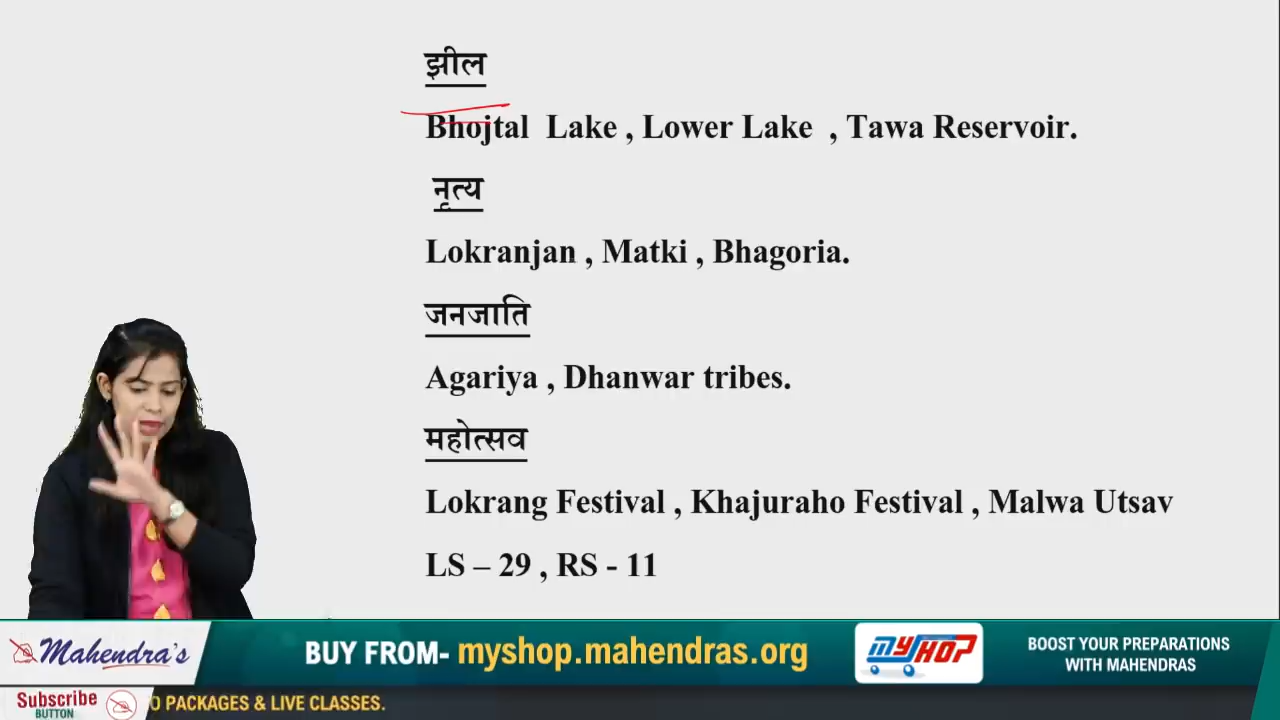 झील
Bhojtal Lake , Lower Lake , Tawa Reservoir.
नृत्य
Lokranjan , Matki , Bhagoria.
जनजाति
Agariya , Dhanwar tribes.
महोत्सव
Lokrang Festival , Khajuraho Festival , Malwa Utsav
LS – 29 , RS - 11
Mahendra's
BUY FROM- myshop.mahendras.org
MYSHOP
BOOST YOUR PREPARATIONS
WITH MAHENDRAS
Subscribe
BUTTON
O PACKAGES & LIVE CLASSES.